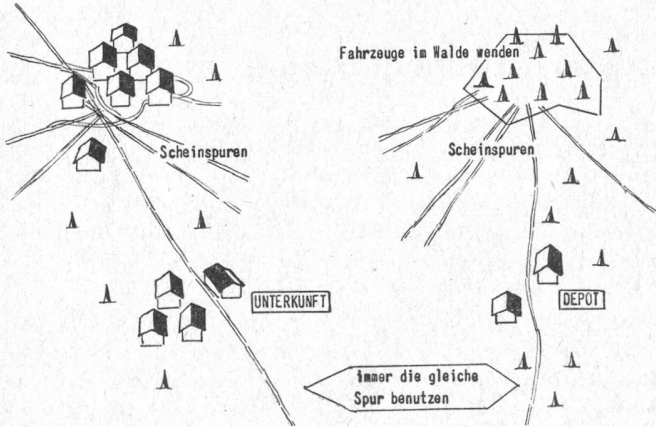 Fahrzeuge im Walde wenden
Scheinspuren
Scheinspuren
UNTERKUNFT
DEPOT
immer die gleiche
Spur benutzen